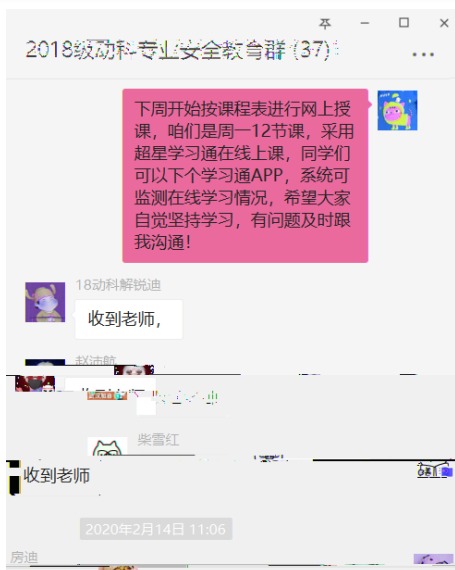 2018级动科专业安全教育群 (37)
下周开始按课程表进行网上授
课，咱们是周一12节课，采用
超星学习通在线上课，同学们
可以下个学习通APP，系统可
监测在线学习情况，希望大家
自觉坚持学习，有问题及时跟
我沟通！
18动科解锐迪
收到老师，
柴雪红
收到老师
2020年2月14日 11:06
房迪